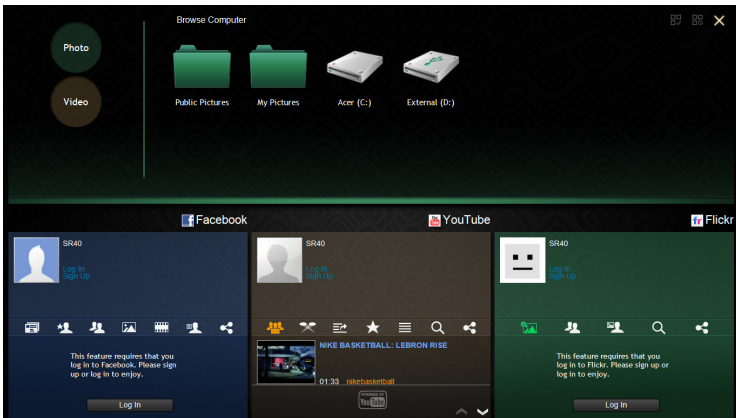 Browse Computer
Photo
Video
Public Pictures
My Pictures
Acer (C:)
External (D:)
Facebook
YouTube
Flickr
SR40
Log In
Sign Up
This feature requires that you
log in to Facebook. Please sign
up or log in to enjoy.
Log In
SR40
Log In
Sign Up
NIKE BASKETBALL: LEBRON RISE
01:33 nikebasketball
POWERED BY
YouTube
SR40
Log In
Sign Up
This feature requires that you
log in to Flickr. Please sign up or
log in to enjoy.
Log In